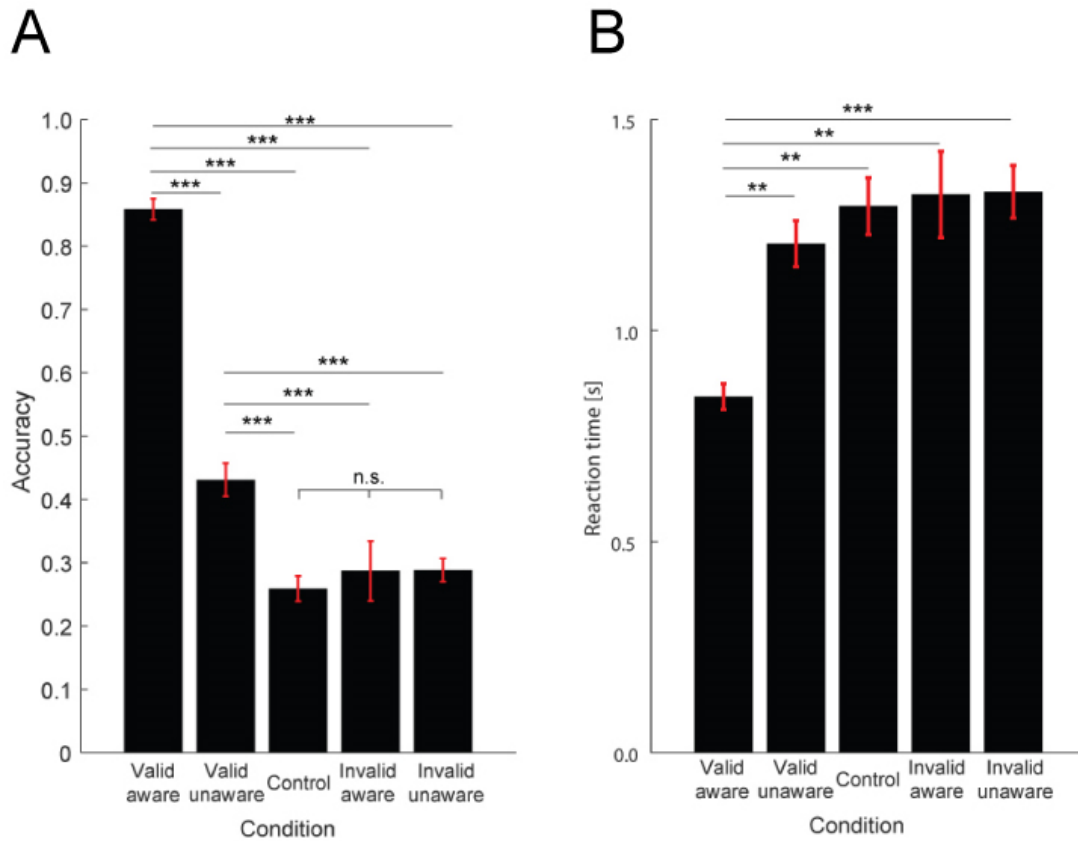 A
1.0
0.9
0.8
0.7
0.6
0.5
0.4
0.3
0.2
0.1
0
Accuracy
***
***
***
***
***
***
***
n.s.
Valid aware
Valid unaware
Control
Invalid aware
Invalid unaware
Condition
B
1.5
1.0
0.5
0.0
Reaction time [s]
***
**
**
**
Valid aware
Valid unaware
Control
Invalid aware
Invalid unaware
Condition